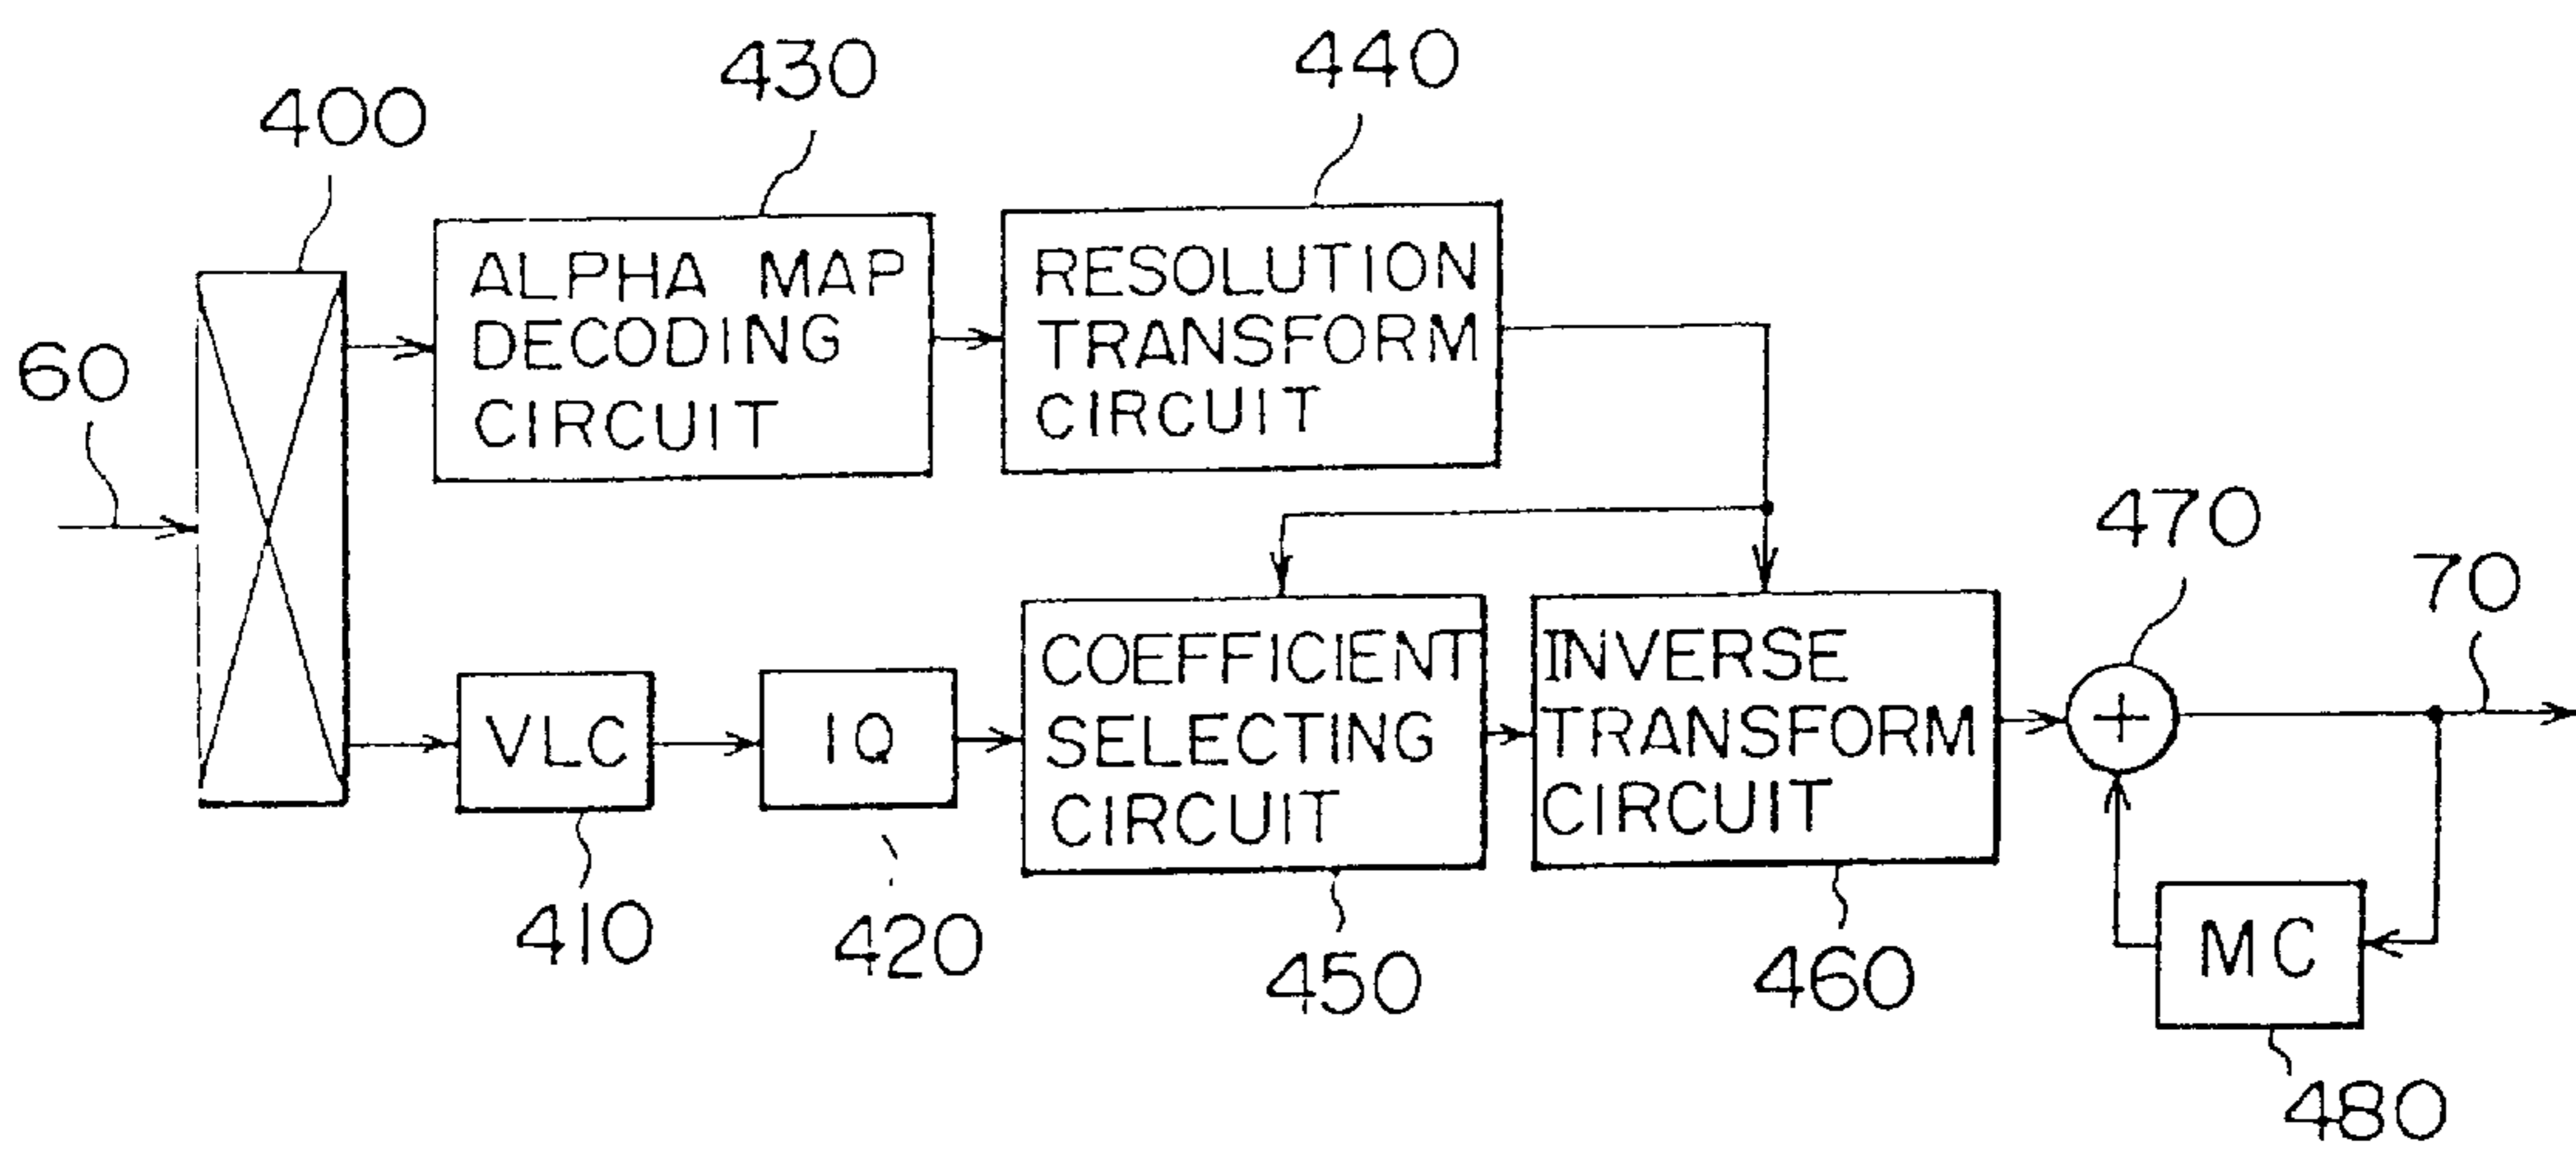 430
440
400
ALPHA MAP
DECODING
CIRCUIT
RESOLUTION
TRANSFORM
CIRCUIT
60
470
70
VLC
IQ
COEFFICIENT
SELECTING
CIRCUIT
INVERSE
TRANSFORM
CIRCUIT
+
410
420
450
460
MC
480